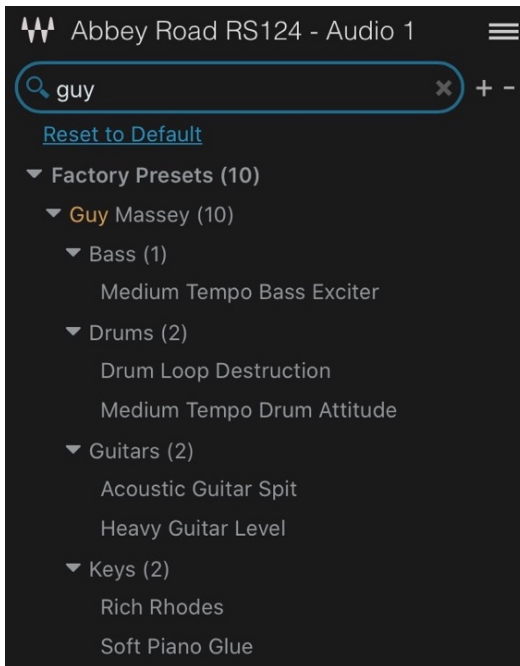 Abbey Road RS124 - Audio 1
guy
Reset to Default
Factory Presets (10)
Guy Massey (10)
Bass (1)
Medium Tempo Bass Exciter
Drums (2)
Drum Loop Destruction
Medium Tempo Drum Attitude
Guitars (2)
Acoustic Guitar Spit
Heavy Guitar Level
Keys (2)
Rich Rhodes
Soft Piano Glue